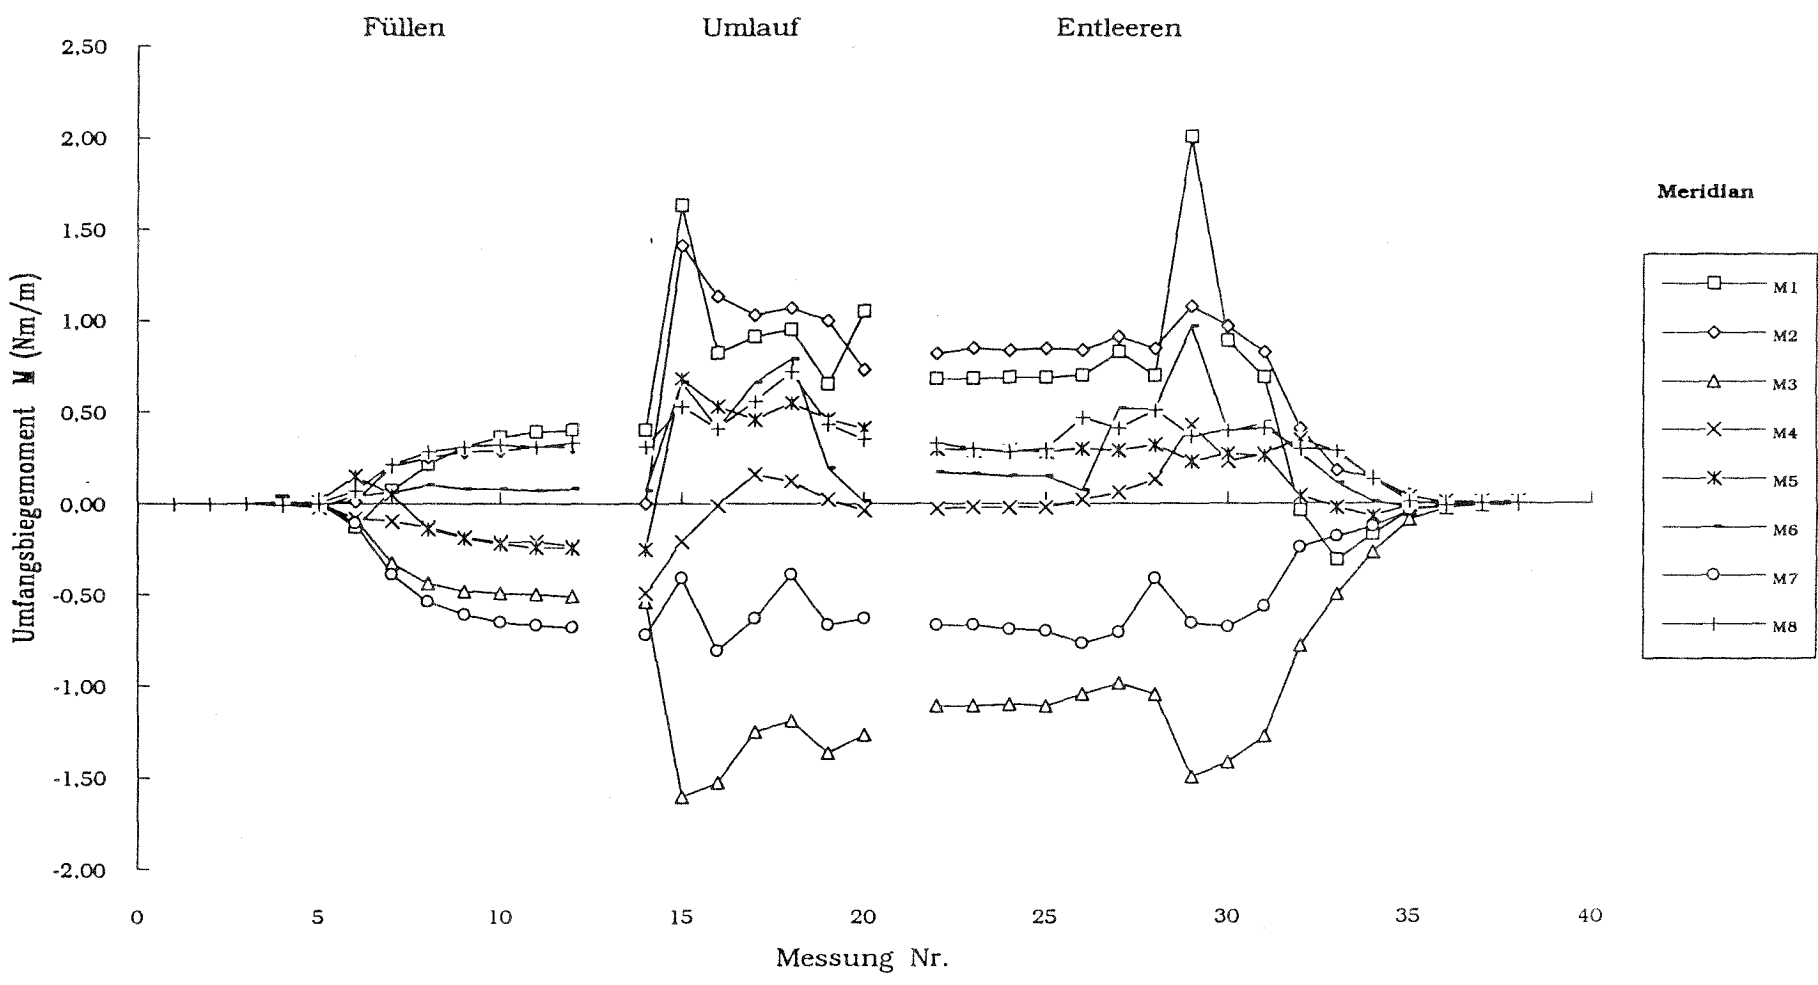 Füllen Umlauf Entleeren
2.50
2.00
1.50
1.00
0.50
0.00
-0.50
-1.00
-1.50
-2.00
Umfangsbiegemoment M (Nm/m)
0 5 10 15 20 25 30 35 40
Messung Nr.
Meridian
M1
M2
M3
M4
M5
M6
M7
M8